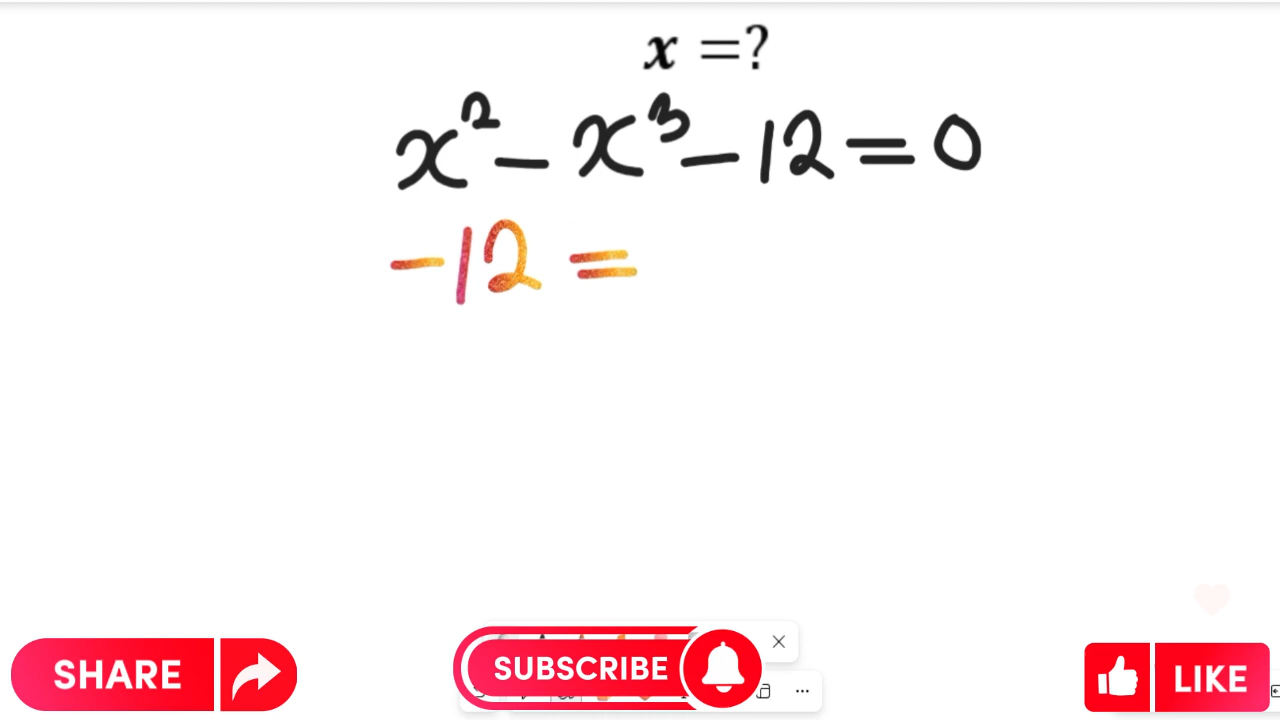 x =?
x² - x³ - 12 = 0
-12 =
SHARE
SUBSCRIBE
LIKE